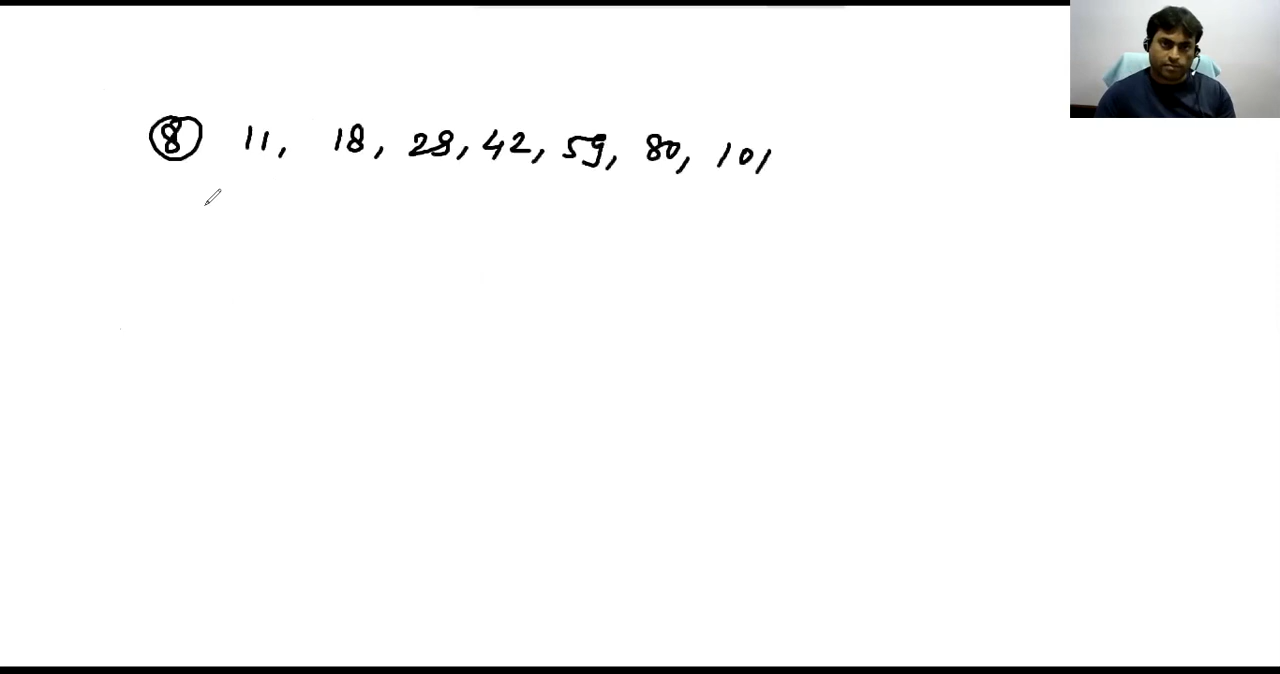 8 11, 18, 28, 42, 59, 80, 101